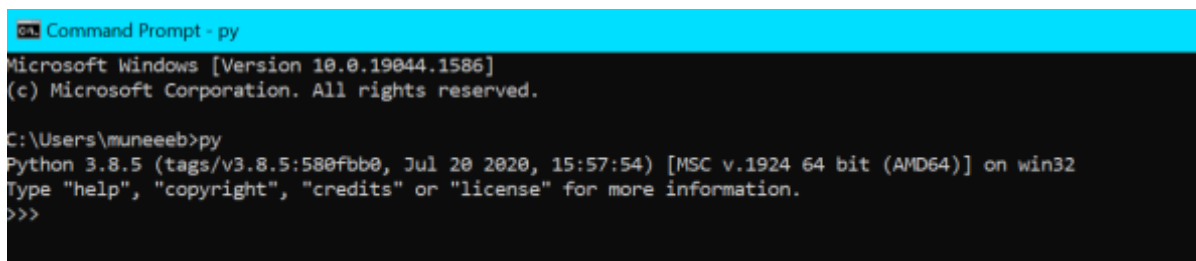 Command Prompt - py
Microsoft Windows [Version 10.0.19044.1586]
(c) Microsoft Corporation. All rights reserved.
C:\Users\muneeeb>py
Python 3.8.5 (tags/v3.8.5:580fbb0, Jul 20 2020, 15:57:54) [MSC v.1924 64 bit (AMD64)] on win32
Type "help", "copyright", "credits" or "license" for more information.
>>>